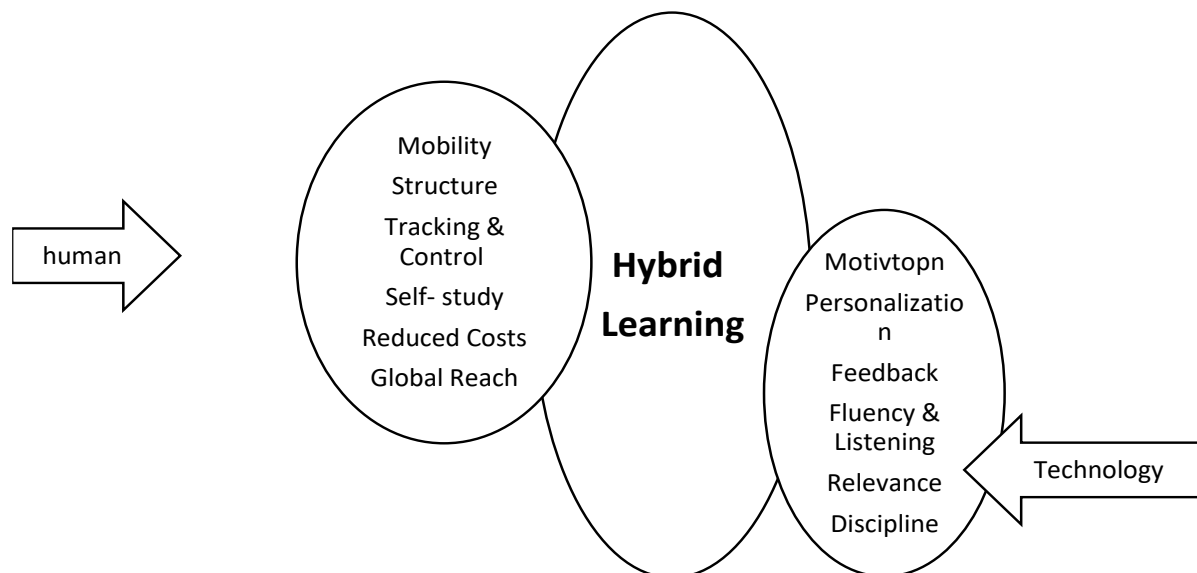 human
Mobility
Structure
Tracking &
Control
Self- study
Reduced Costs
Global Reach
Hybrid
Learning
Motivtopn
Personalizatio
n
Feedback
Fluency &
Listening
Relevance
Discipline
Technology